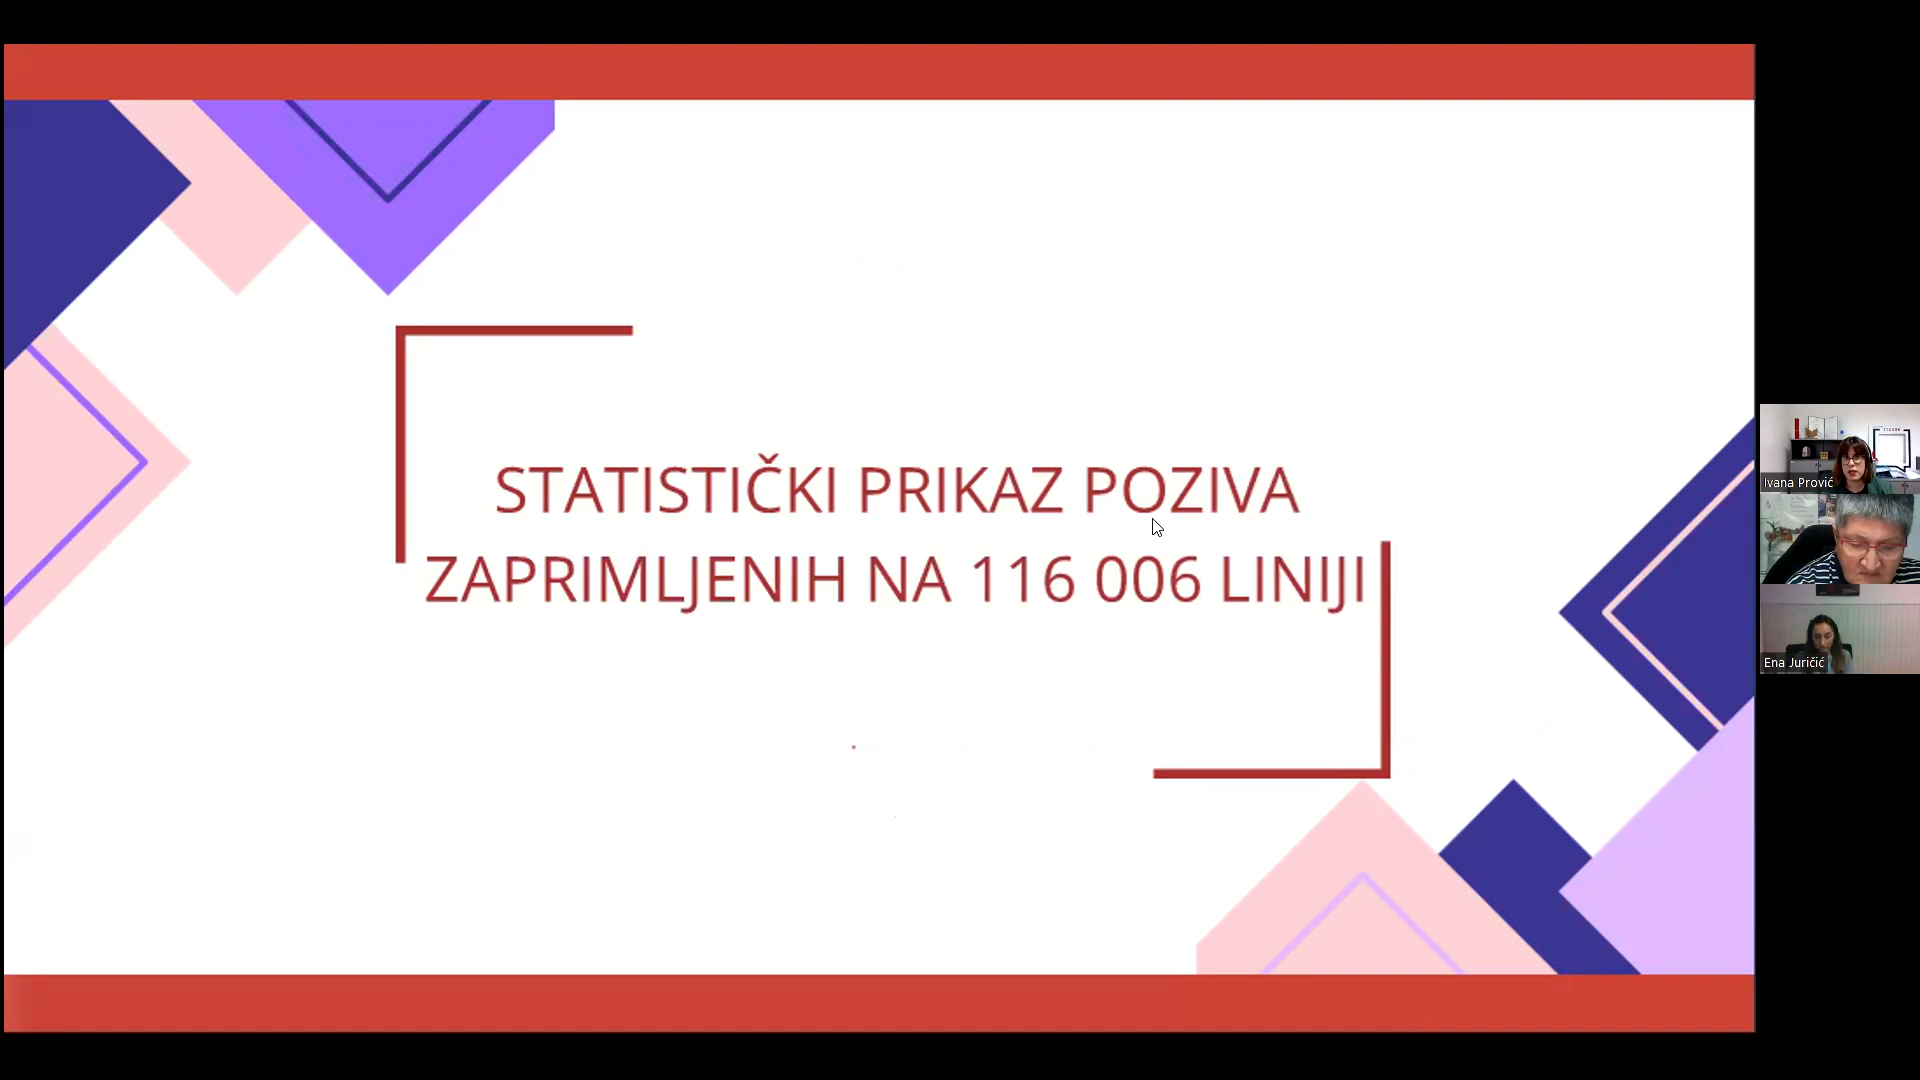 STATISTIČKI PRIKAZ POZIVA
ZAPRIMLJENIH NA 116 006 LINIJI
Ivana Prović
Ena Juričić